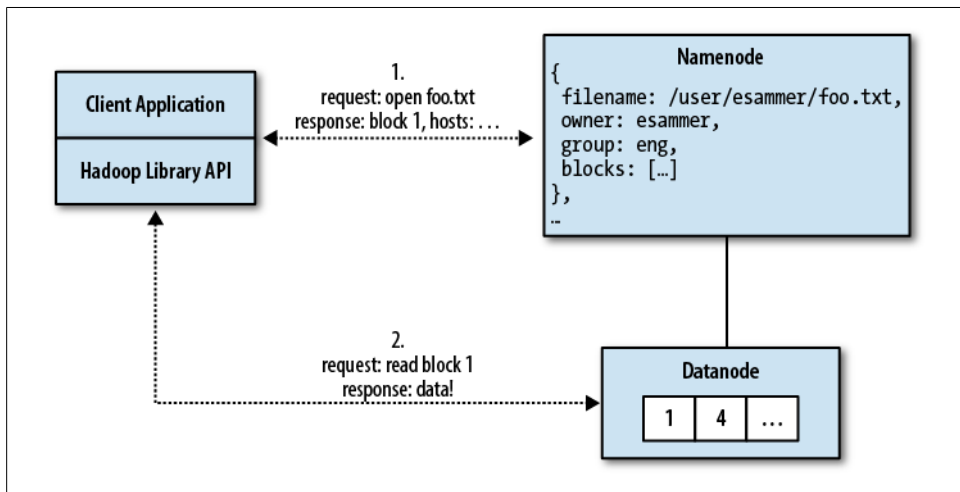 Client Application
Hadoop Library API
1.
request: open foo.txt
response: block 1, hosts: . . .
Namenode
{
filename: /user/esammer/foo.txt,
owner: esammer,
group: eng,
blocks: […]
},
…
2.
request: read block 1
response: data!
Datanode
1 4 . . .